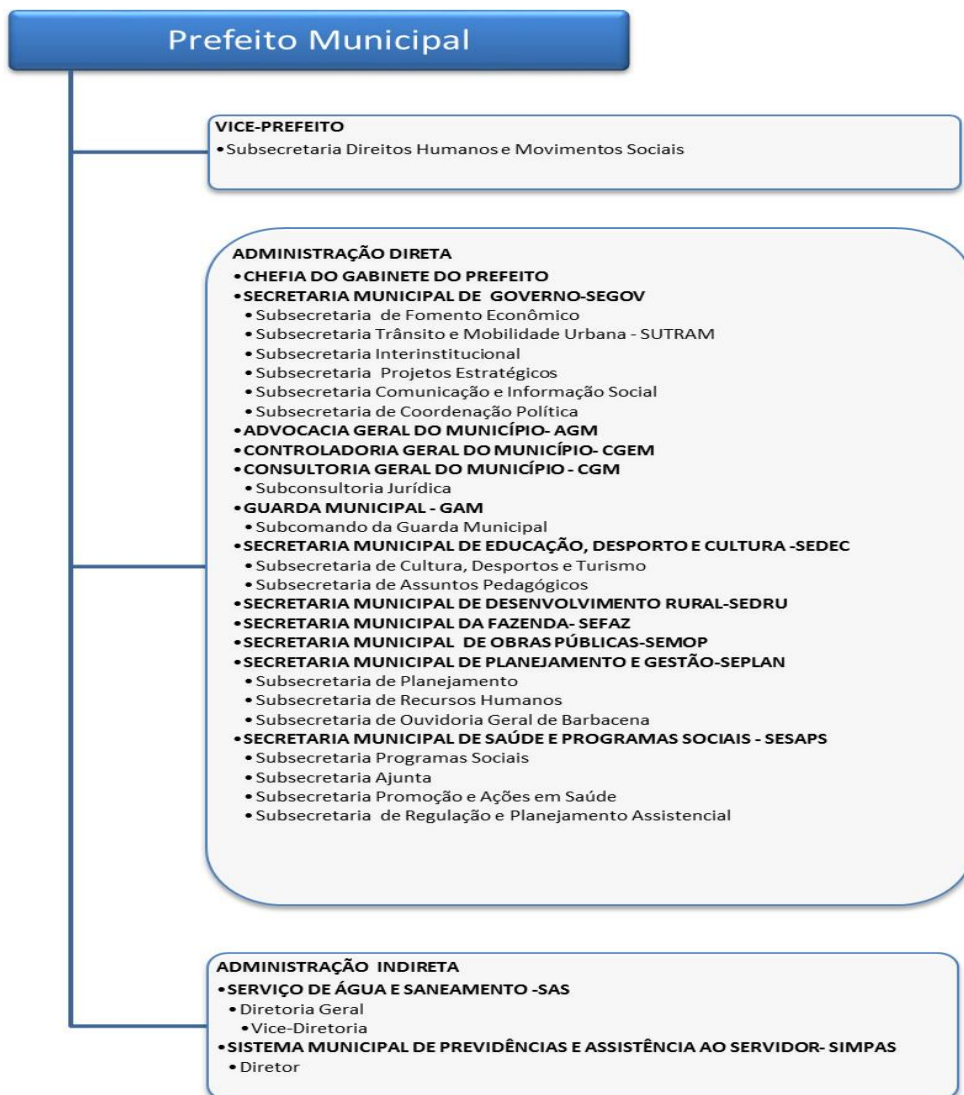 Prefeito Municipal
VICE-PREFEITO
•Subsecretaria Direitos Humanos e Movimentos Sociais
ADMINISTRAÇÃO DIRETA
•CHEFIA DO GABINETE DO PREFEITO
•SECRETARIA MUNICIPAL DE GOVERNO-SEGOV
•Subsecretaria de Fomento Econômico
•Subsecretaria Trânsito e Mobilidade Urbana - SUTRAM
•Subsecretaria Interinstitucional
•Subsecretaria Projetos Estratégicos
•Subsecretaria Comunicação e Informação Social
•Subsecretaria de Coordenação Política
•ADVOCACIA GERAL DO MUNICÍPIO- AGM
•CONTROLADORIA GERAL DO MUNICÍPIO- CGEM
•CONSULTORIA GERAL DO MUNICÍPIO - CGM
•Subconsultoria Jurídica
•GUARDA MUNICIPAL - GAM
•Subcomando da Guarda Municipal
•SECRETARIA MUNICIPAL DE EDUCAÇÃO, DESPORTO E CULTURA -SEDEC
•Subsecretaria de Cultura, Desportos e Turismo
•Subsecretaria de Assuntos Pedagógicos
•SECRETARIA MUNICIPAL DE DESENVOLVIMENTO RURAL-SEDRU
•SECRETARIA MUNICIPAL DA FAZENDA- SEFAZ
•SECRETARIA MUNICIPAL DE OBRAS PÚBLICAS-SEMOP
•SECRETARIA MUNICIPAL DE PLANEJAMENTO E GESTÃO-SEPLAN
•Subsecretaria de Planejamento
•Subsecretaria de Recursos Humanos
•Subsecretaria de Ouvidoria Geral de Barbacena
•SECRETARIA MUNICIPAL DE SAÚDE E PROGRAMAS SOCIAIS - SESAPS
•Subsecretaria Programas Sociais
•Subsecretaria Ajunta
•Subsecretaria Promoção e Ações em Saúde
•Subsecretaria de Regulação e Planejamento Assistencial
ADMINISTRAÇÃO INDIRETA
•SERVIÇO DE ÁGUA E SANEAMENTO -SAS
•Diretoria Geral
•Vice-Diretoria
•SISTEMA MUNICIPAL DE PREVIDÊNCIAS E ASSISTÊNCIA AO SERVIDOR- SIMPAS
•Diretor